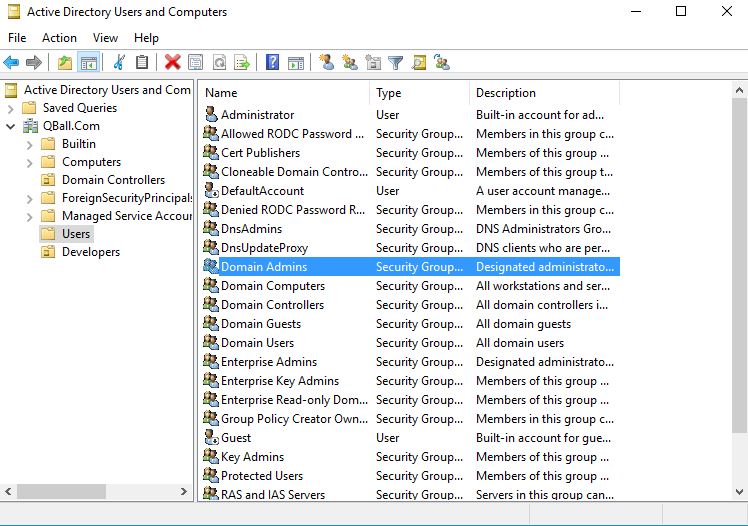 Active Directory Users and Computers
File Action View Help
Active Directory Users and Com
Saved Queries
QBall.Com
Builtin
Computers
Domain Controllers
ForeignSecurityPrincipals
Managed Service Accour
Users
Developers
Name Type Description
Administrator User Built-in account for ad...
Allowed RODC Password ... Security Group... Members in this group c...
Cert Publishers Security Group... Members of this group ...
Cloneable Domain Contro... Security Group... Members of this group t...
DefaultAccount User A user account manage...
Denied RODC Password R... Security Group... Members in this group c...
DnsAdmins Security Group... DNS Administrators Gro...
DnsUpdateProxy Security Group... DNS clients who are per...
Domain Admins Security Group... Designated administrato...
Domain Computers Security Group... All workstations and ser...
Domain Controllers Security Group... All domain controllers i...
Domain Guests Security Group... All domain guests
Domain Users Security Group... All domain users
Enterprise Admins Security Group... Designated administrato...
Enterprise Key Admins Security Group... Members of this group ...
Enterprise Read-only Dom... Security Group... Members of this group ...
Group Policy Creator Own... Security Group... Members in this group c...
Guest User Built-in account for gue...
Key Admins Security Group... Members of this group ...
Protected Users Security Group... Members of this group ...
RAS and IAS Servers Security Group... Servers in this group can...